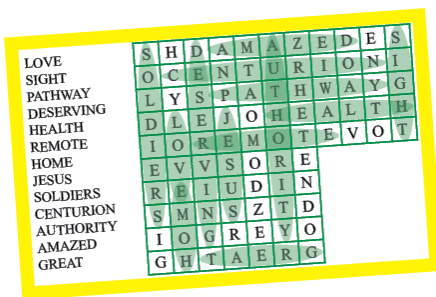 LOVE
SIGHT
PATHWAY
DESERVING
HEALTH
REMOTE
HOME
JESUS
SOLDIERS
CENTURION
AUTHORITY
AMAZED
GREAT
S H D A M A Z E D E S
O C E N T U R I O N I
L Y S P A T H W A Y G
D L E J O H E A L T H
I O R E M O T E V O T
E V V S O R E
R E I U D I N
S M N S Z T D
I O G R E Y O
G H T A E R G